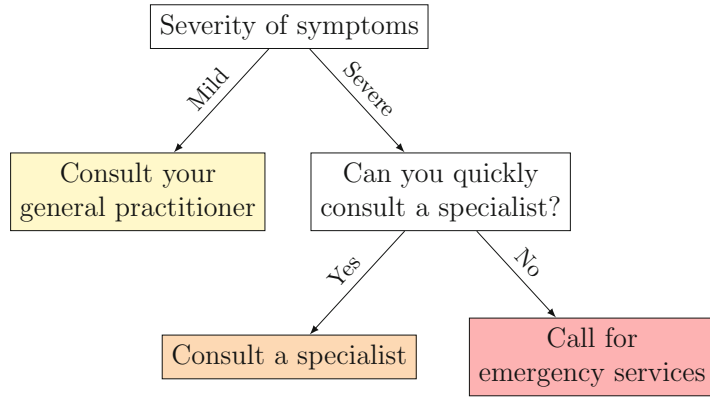 Severity of symptoms
Mild
Severe
Consult your
general practitioner
Can you quickly
consult a specialist?
Yes
No
Consult a specialist
Call for
emergency services